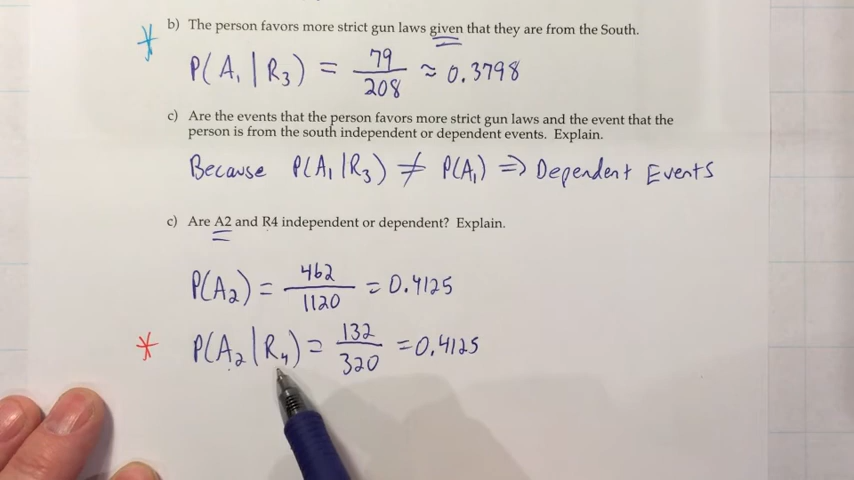 b) The person favors more strict gun laws given that they are from the South.
P(A₁ | R₃) = 79/208 ≈ 0.3798
c) Are the events that the person favors more strict gun laws and the event that the
person is from the south independent or dependent events. Explain.
Because P(A₁ | R₃) ≠ P(A₁) ⇒ Dependent Events
c) Are A2 and R4 independent or dependent? Explain.
P(A₂) = 462/1120 = 0.4125
* P(A₂ | R₄) = 132/320 = 0.4125